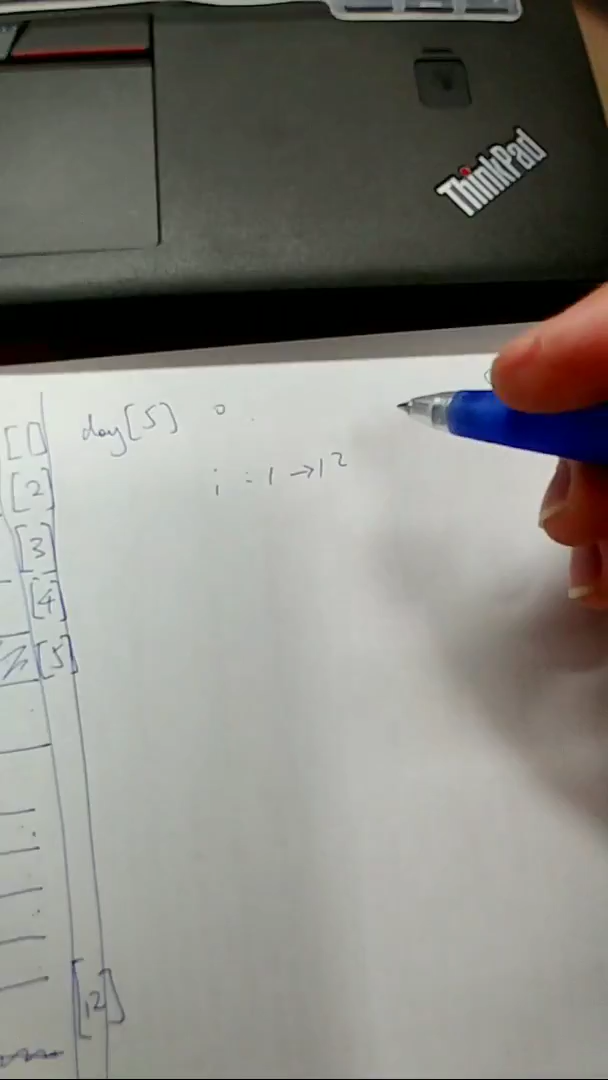 ThinkPad
day[5]
i = 1 → 12
[1]
[2]
[3]
[4]
[5]
[12]